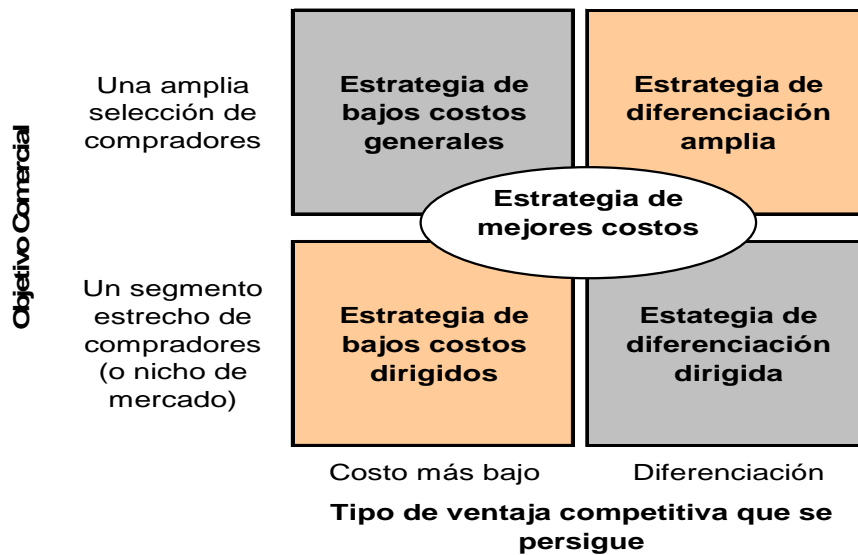 Objetivo Comercial
Una amplia
selección de
compradores
Estrategia de
bajos costos
generales
Estrategia de
diferenciación
amplia
Estrategia de
mejores costos
Un segmento
estrecho de
compradores
(o nicho de
mercado)
Estrategia de
bajos costos
dirigidos
Estategia de
diferenciación
dirigida
Costo más bajo
Diferenciación
Tipo de ventaja competitiva que se
persigue